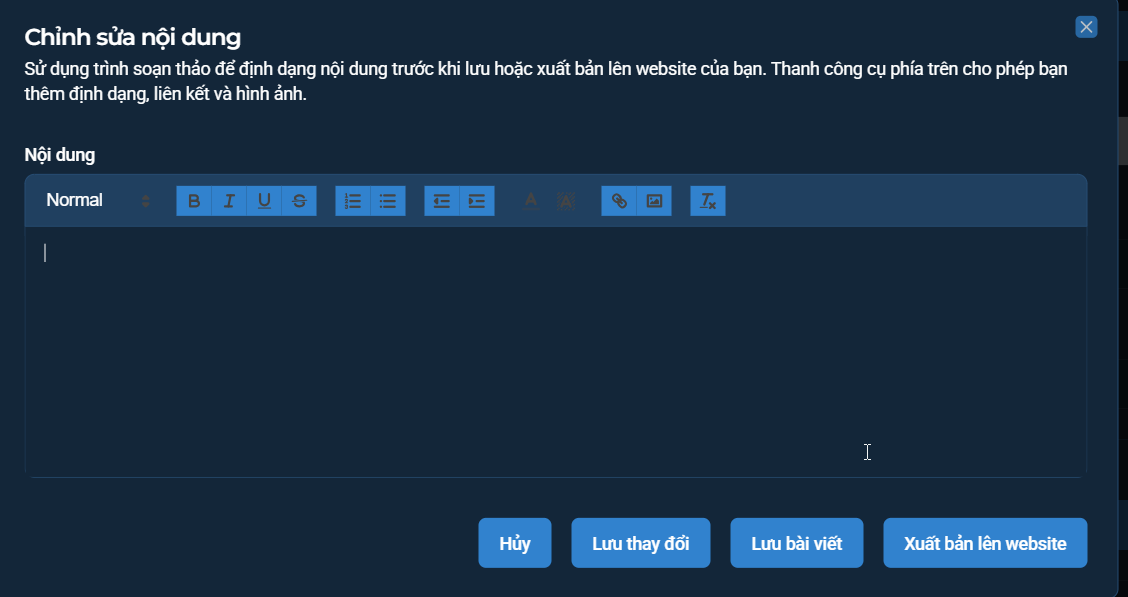 Chỉnh sửa nội dung
Sử dụng trình soạn thảo để định dạng nội dung trước khi lưu hoặc xuất bản lên website của bạn. Thanh công cụ phía trên cho phép bạn
thêm định dạng, liên kết và hình ảnh.
Nội dung
Normal
Hủy
Lưu thay đổi
Lưu bài viết
Xuất bản lên website